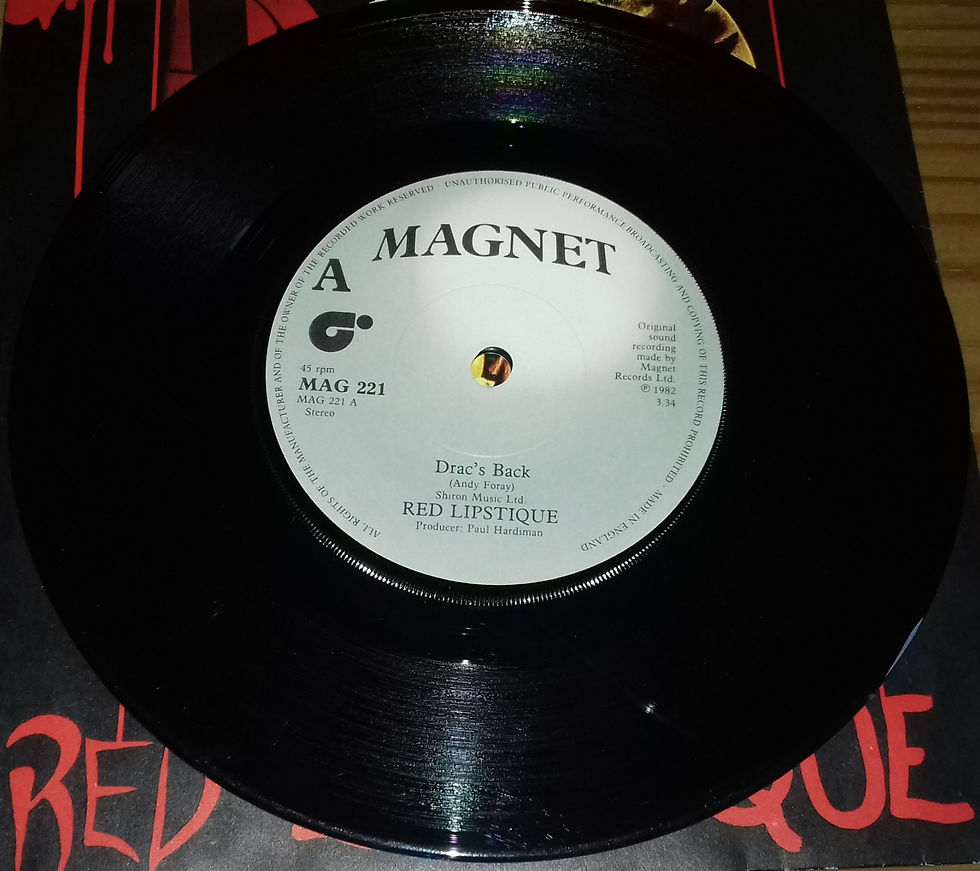 ALL RIGHTS OF THE MANUFACTURER AND OF THE OWNER OF THE RECORDED WORK RESERVED · UNAUTHORISED PUBLIC PERFORMANCE BROADCASTING AND COPYING OF THIS RECORD PROHIBITED · MADE IN ENGLAND
MAGNET
A
45 rpm
MAG 221
MAG 221 A
Stereo
Original
sound
recording
made by
Magnet
Records Ltd.
℗ 1982
3.34
Drac's Back
(Andy Foray)
Shiron Music Ltd.
RED LIPSTIQUE
Producer: Paul Hardiman
RED L QUE